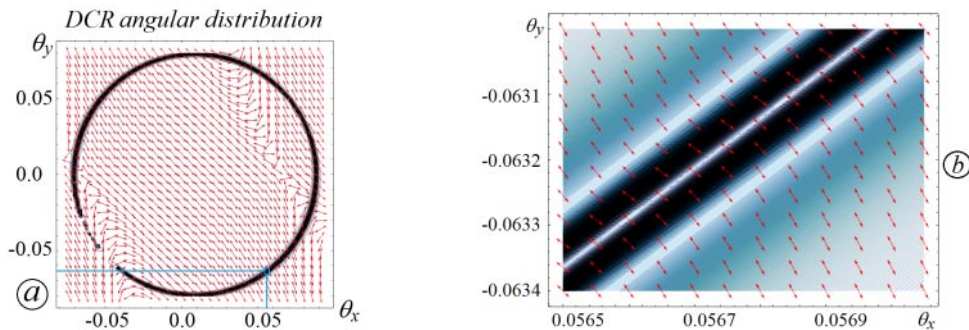 DCR angular distribution
θy
0.05
0.0
-0.05
a
-0.05 0.0 0.05 θx
θy
-0.0631
-0.0632
-0.0633
-0.0634
b
0.0565 0.0567 0.0569 θx